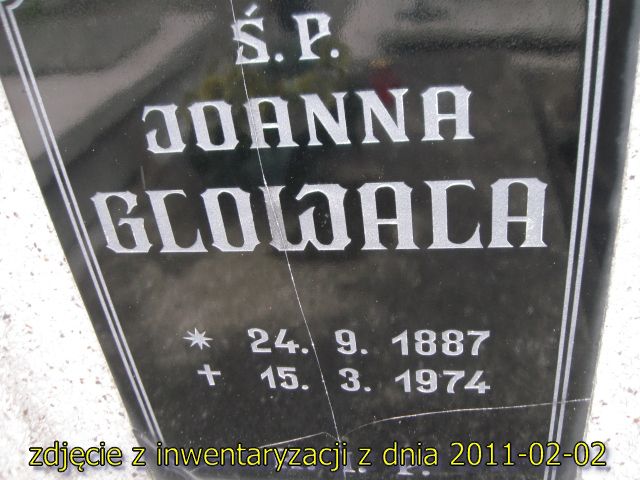 Ś.P.
JOANNA
GLOWALA
* 24. 9. 1887
✝ 15. 3. 1974
zdjęcie z inwentaryzacji z dnia 2011-02-02